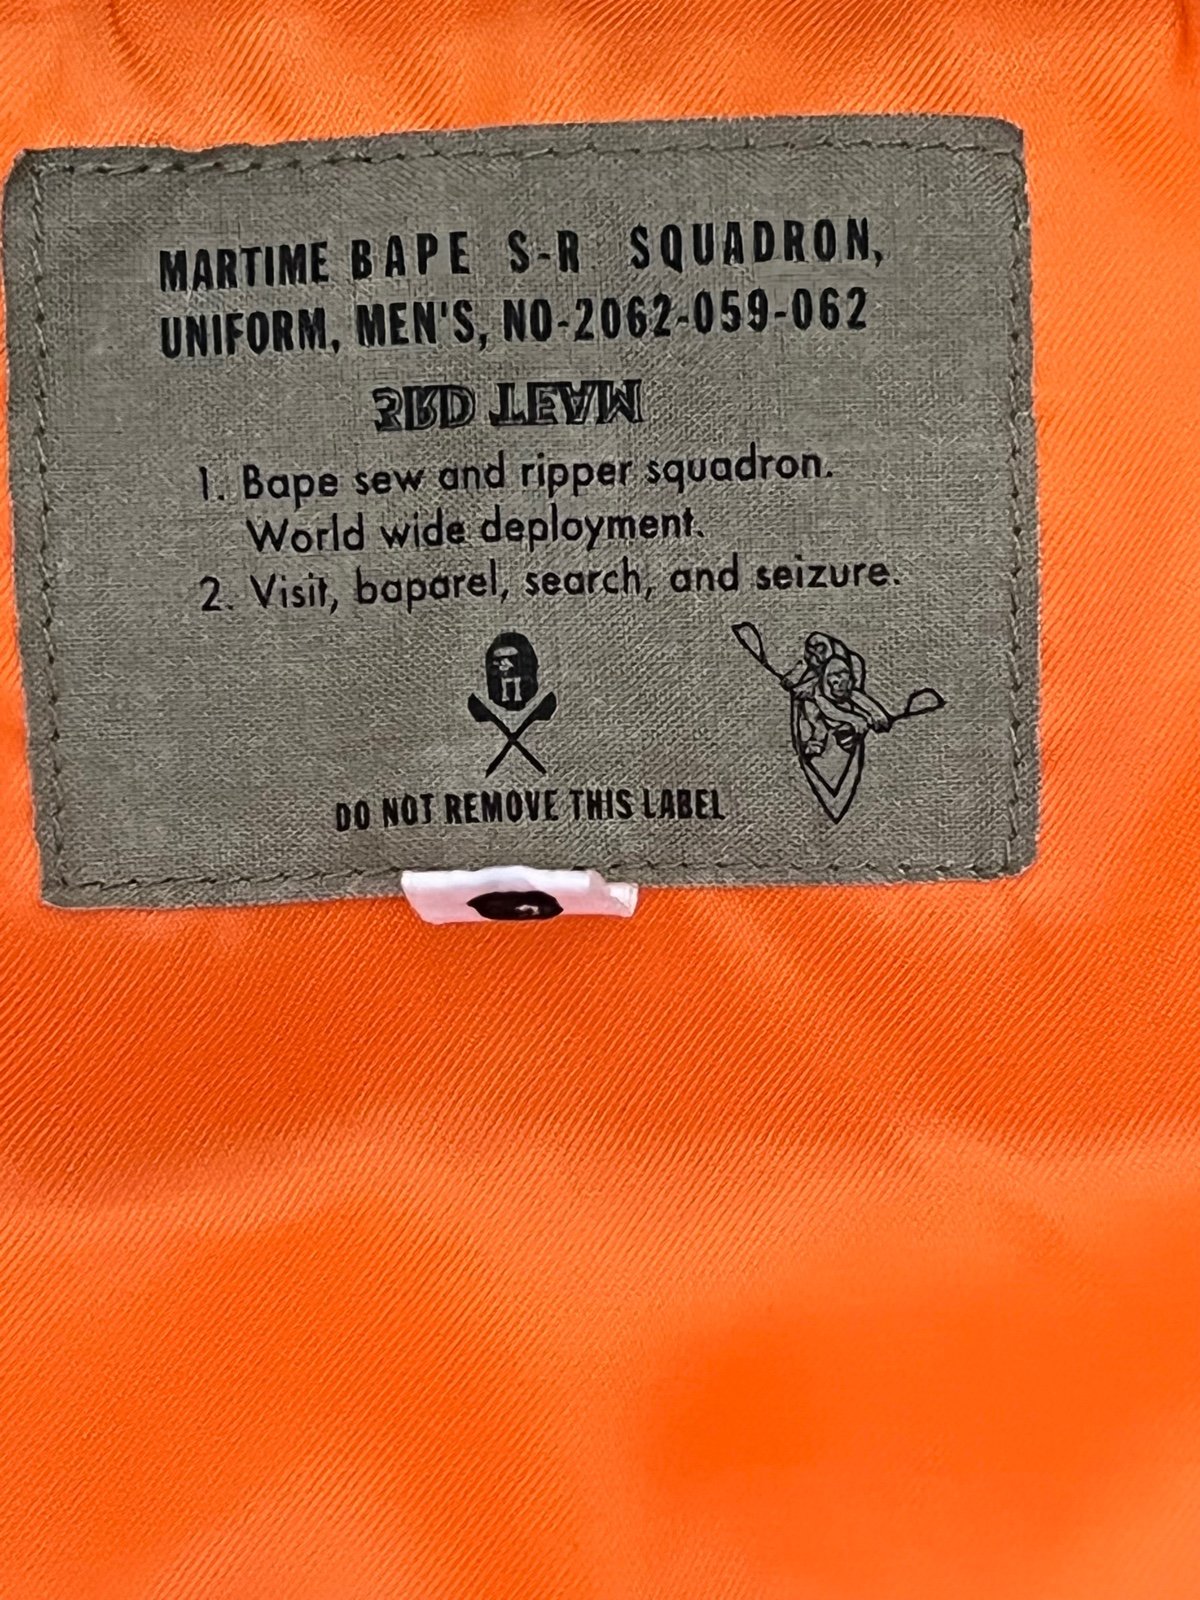 MARTIME BAPE S-R SQUADRON,
UNIFORM, MEN'S, NO-2062-059-062
3RD TEAM
1. Bape sew and ripper squadron.
World wide deployment.
2. Visit, baparel, search, and seizure.
DO NOT REMOVE THIS LABEL